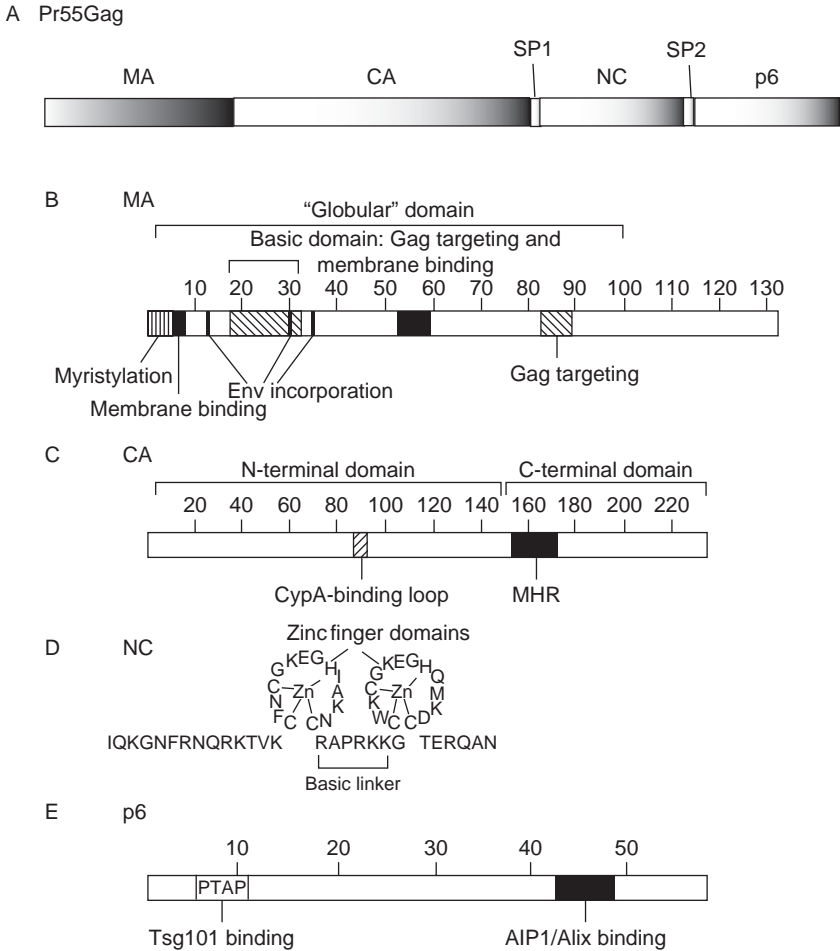 A Pr55Gag
SP1 SP2
MA CA NC p6
B MA
“Globular” domain
Basic domain: Gag targeting and
membrane binding
10 20 30 40 50 60 70 80 90 100 110 120 130
Myristylation
Env incorporation
Gag targeting
Membrane binding
C CA
N-terminal domain C-terminal domain
20 40 60 80 100 120 140 160 180 200 220
CypA-binding loop MHR
D NC
Zinc finger domains
IQKGNFRNQRKTVK CFNCGKEGHIAKNC RAPRKKG CWKCGKEGHQMKDC TERQAN
Zn Zn
Basic linker
E p6
10 20 30 40 50
PTAP
Tsg101 binding AIP1/Alix binding